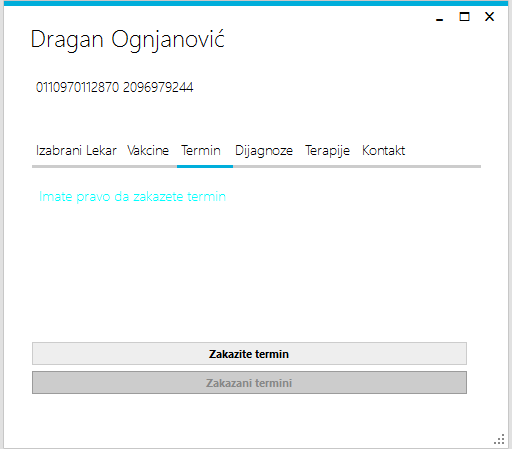 Dragan Ognjanović
0110970112870 2096979244
Izabrani Lekar Vakcine Termin Dijagnoze Terapije Kontakt
Imate pravo da zakazete termin
Zakazite termin
Zakazani termini